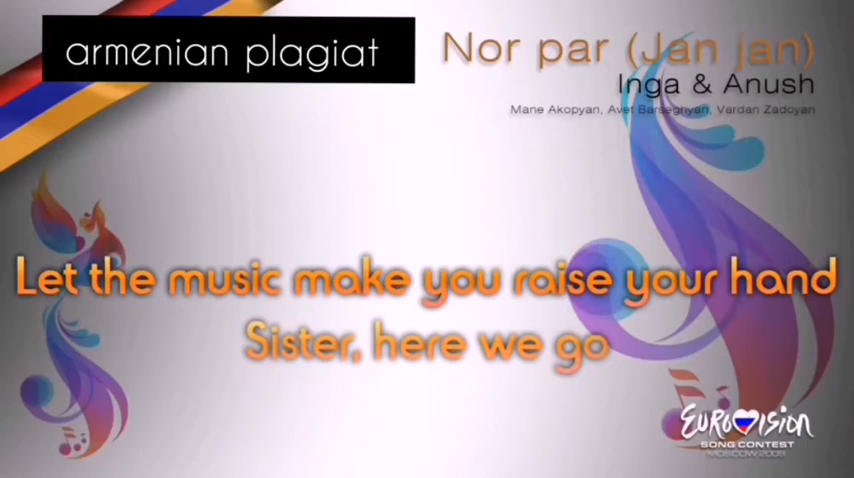 armenian plagiat
Nor par (Jan jan)
Inga & Anush
Mane Akopyan, Avet Barseghyan, Vardan Zadoyan
Let the music make you raise your hand
Sister, here we go
EUROVISION
SONG CONTEST
MOSCOW 2009